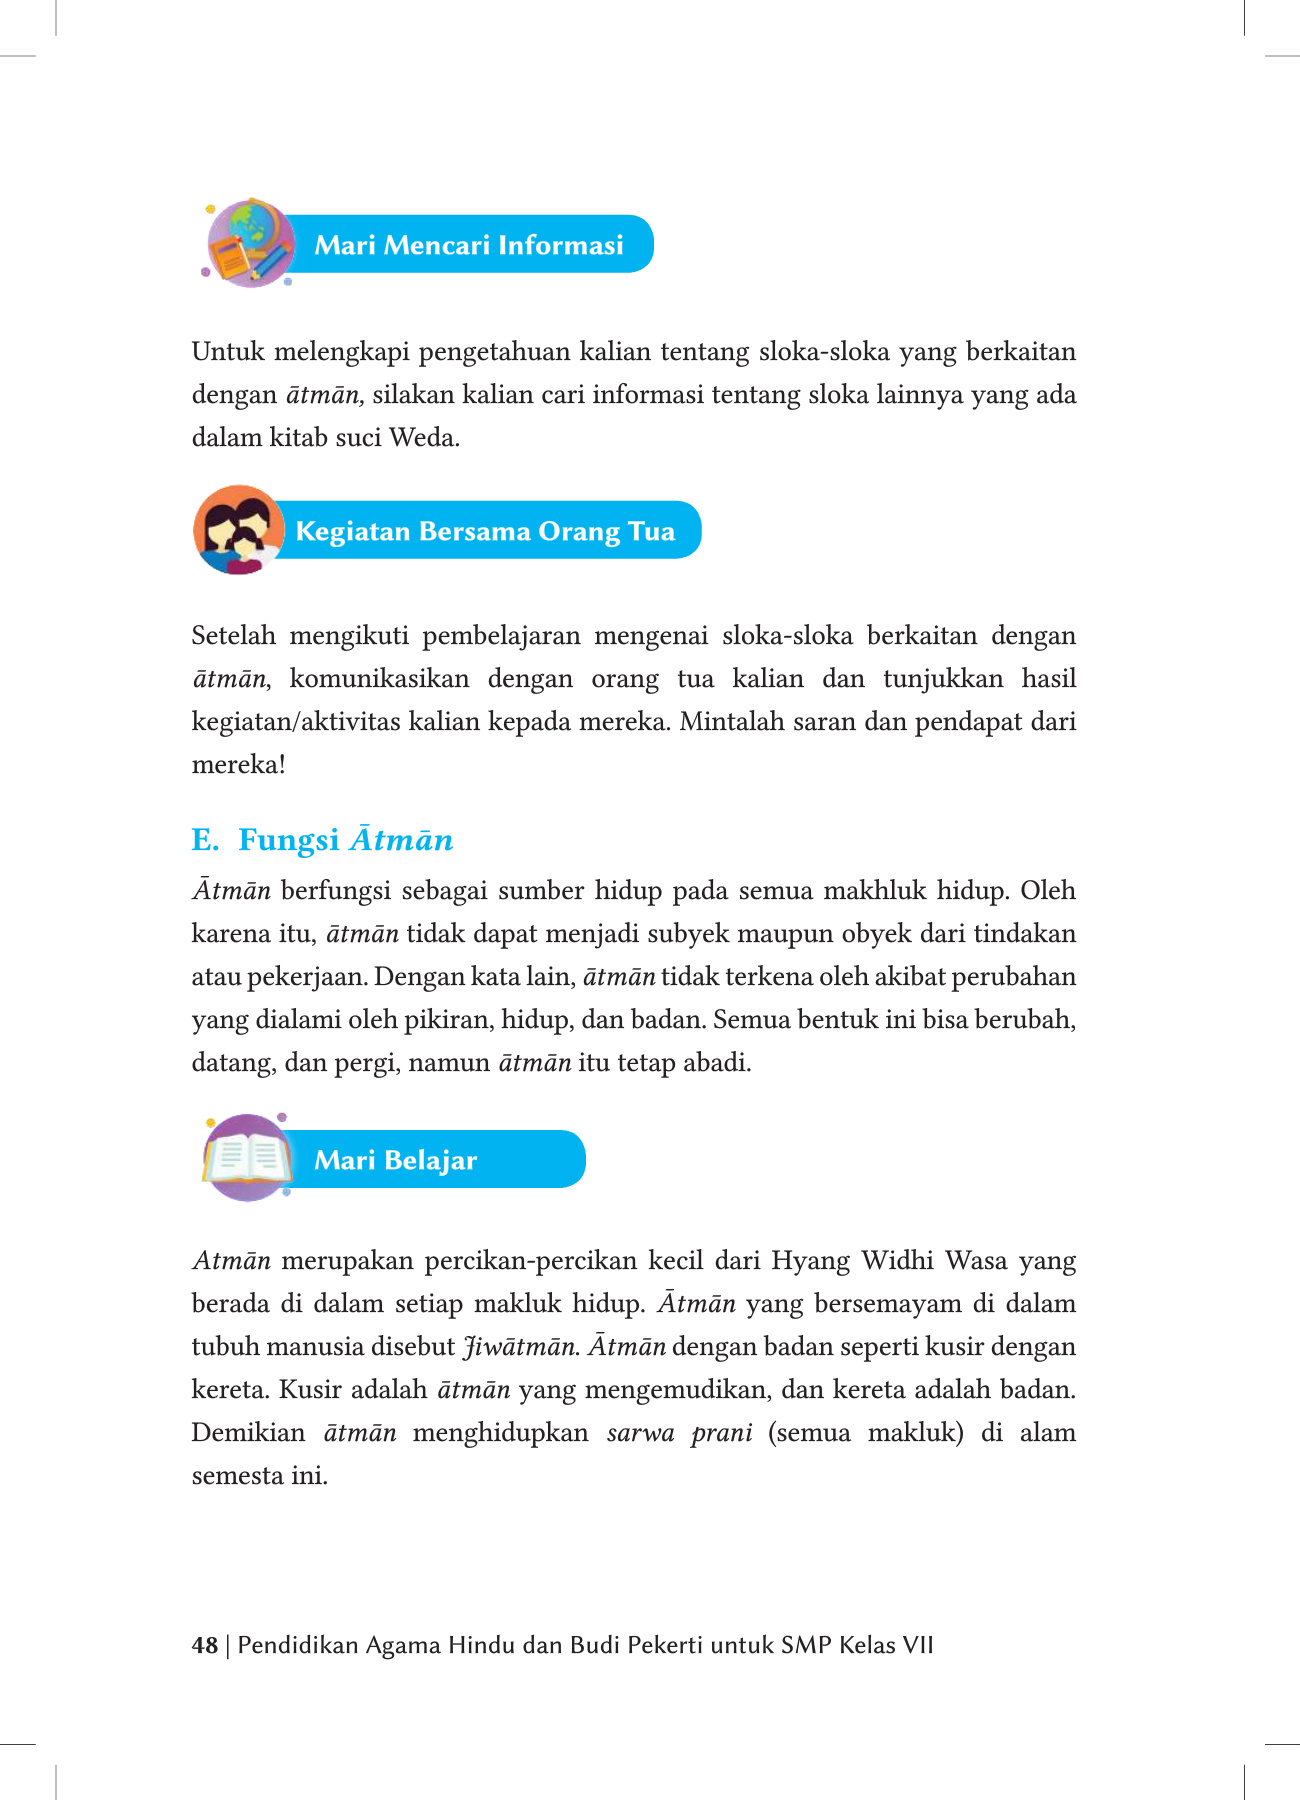 Mari Mencari Informasi
Untuk melengkapi pengetahuan kalian tentang sloka-sloka yang berkaitan
dengan ātmān, silakan kalian cari informasi tentang sloka lainnya yang ada
dalam kitab suci Weda.
Kegiatan Bersama Orang Tua
Setelah mengikuti pembelajaran mengenai sloka-sloka berkaitan dengan
ātmān, komunikasikan dengan orang tua kalian dan tunjukkan hasil
kegiatan/aktivitas kalian kepada mereka. Mintalah saran dan pendapat dari
mereka!
E. Fungsi Ātmān
Ātmān berfungsi sebagai sumber hidup pada semua makhluk hidup. Oleh
karena itu, ātmān tidak dapat menjadi subyek maupun obyek dari tindakan
atau pekerjaan. Dengan kata lain, ātmān tidak terkena oleh akibat perubahan
yang dialami oleh pikiran, hidup, dan badan. Semua bentuk ini bisa berubah,
datang, dan pergi, namun ātmān itu tetap abadi.
Mari Belajar
Atmān merupakan percikan-percikan kecil dari Hyang Widhi Wasa yang
berada di dalam setiap makluk hidup. Ātmān yang bersemayam di dalam
tubuh manusia disebut Jiwātmān. Ātmān dengan badan seperti kusir dengan
kereta. Kusir adalah ātmān yang mengemudikan, dan kereta adalah badan.
Demikian ātmān menghidupkan sarwa prani (semua makluk) di alam
semesta ini.
48 | Pendidikan Agama Hindu dan Budi Pekerti untuk SMP Kelas VII